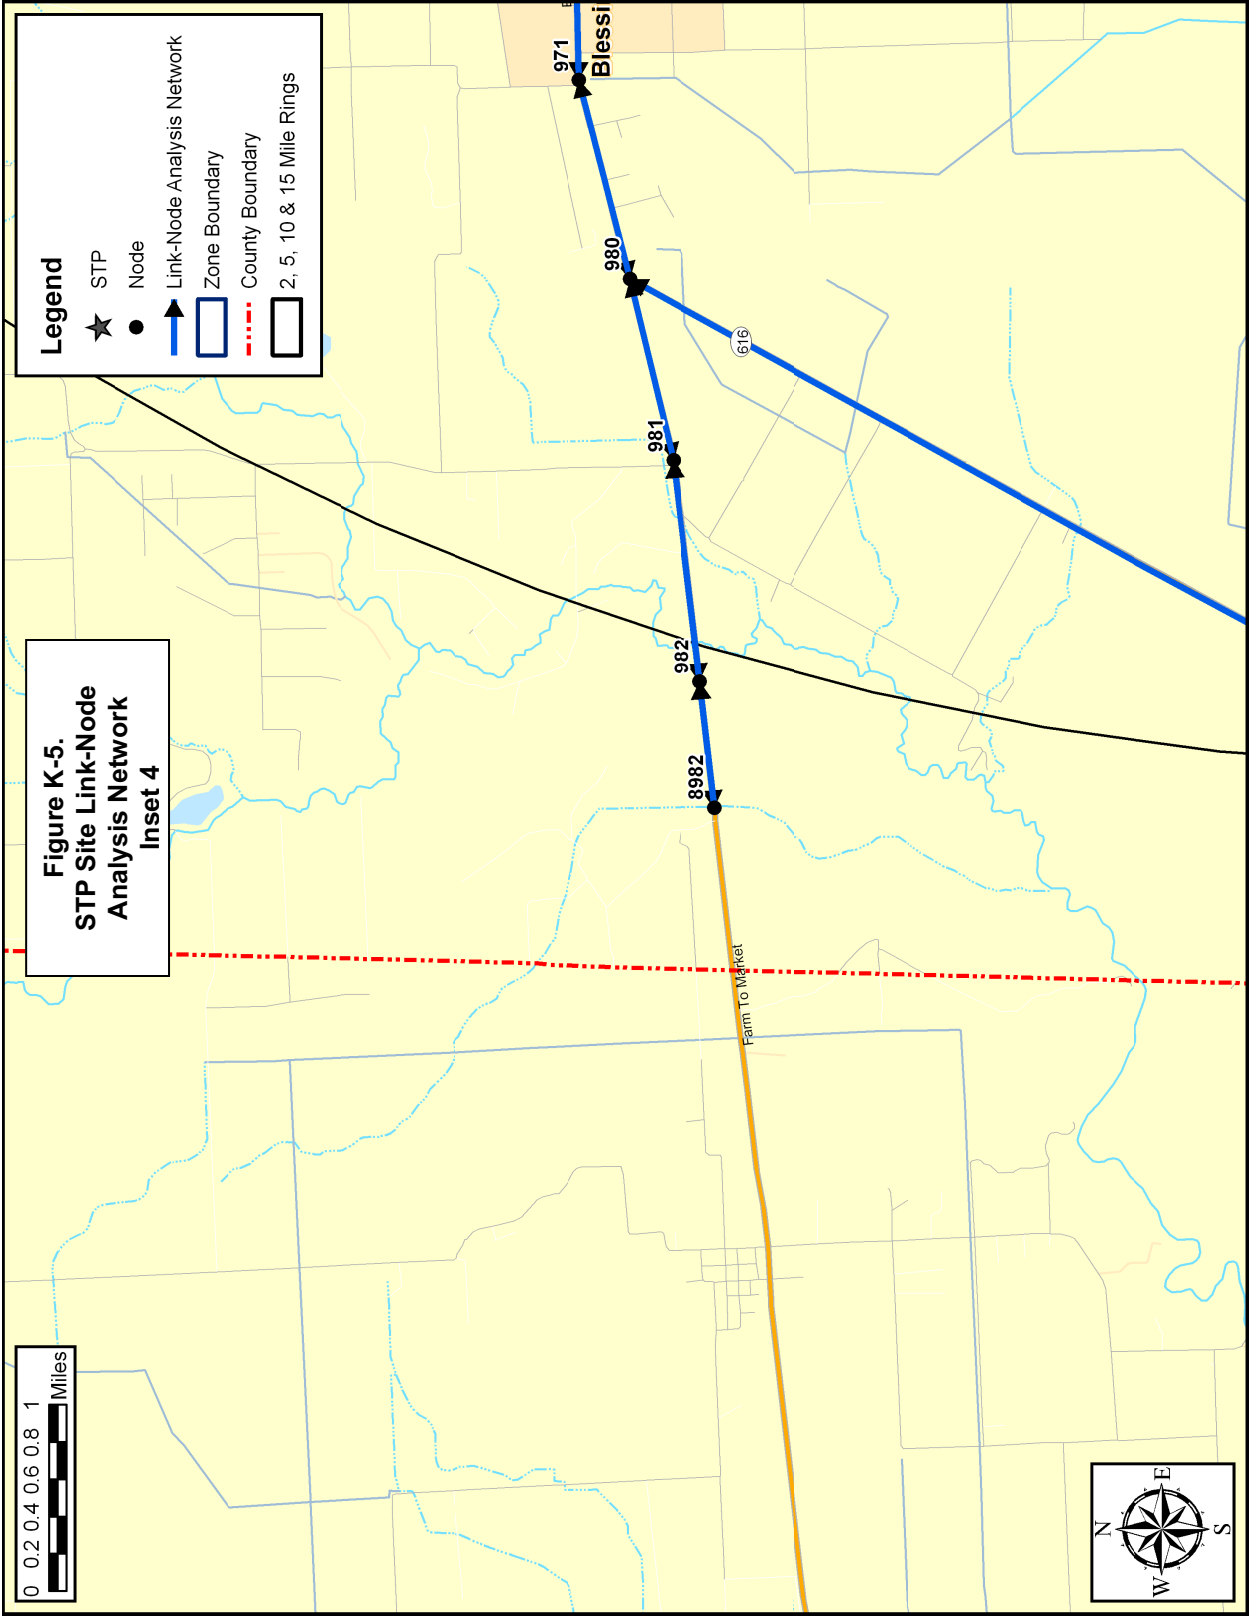 Figure K-5.
STP Site Link-Node
Analysis Network
Inset 4
Legend
STP
Node
Link-Node Analysis Network
Zone Boundary
County Boundary
2, 5, 10 & 15 Mile Rings
971
Blessi
980
616
981
982
8982
Farm To Market
0 0.2 0.4 0.6 0.8 1
Miles
N
W
E
S